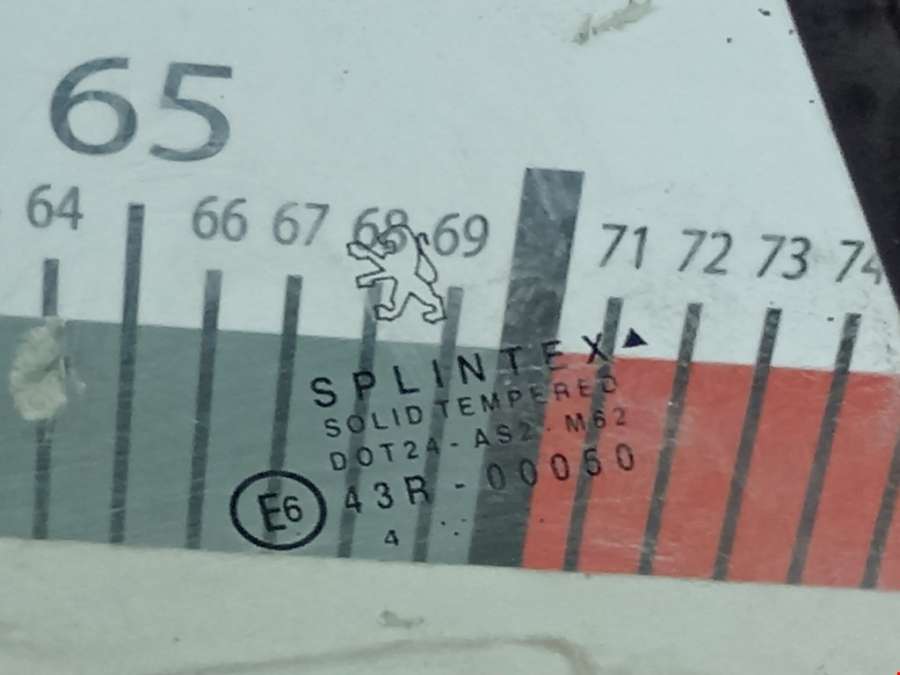 65
64 66 67 68 69 71 72 73 74
SPLINTEX
SOLID TEMPERED
DOT24-AS2-M62
E6 43R-00050
4 ..